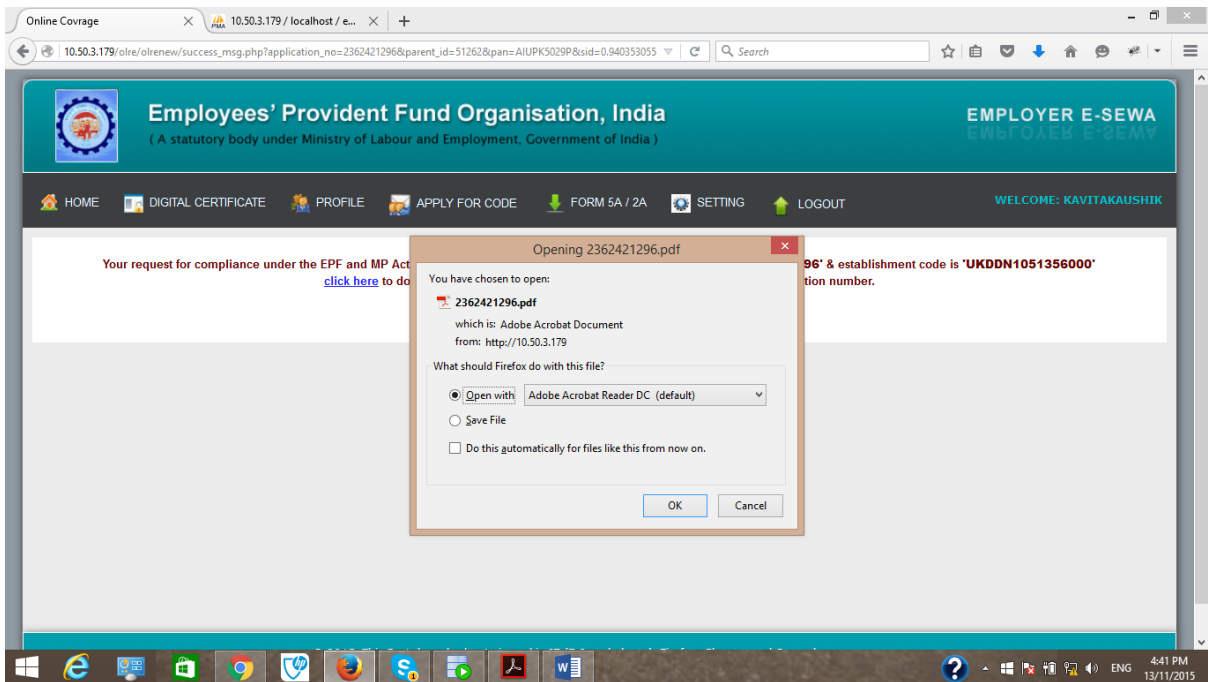 Online Covrage
10.50.3.179 / localhost / e...
10.50.3.179/olre/olrenew/success_msg.php?application_no=2362421296&parent_id=51262&pan=AIUPK5029P&sid=0.940353055
Search
Employees' Provident Fund Organisation, India
( A statutory body under Ministry of Labour and Employment, Government of India )
EMPLOYER E-SEWA
HOME DIGITAL CERTIFICATE PROFILE APPLY FOR CODE FORM 5A / 2A SETTING LOGOUT
WELCOME: KAVITAKAUSHIK
Your request for compliance under the EPF and MP Act
96' & establishment code is 'UKDDN1051356000'
click here to do
tion number.
Opening 2362421296.pdf
You have chosen to open:
2362421296.pdf
which is: Adobe Acrobat Document
from: http://10.50.3.179
What should Firefox do with this file?
Open with Adobe Acrobat Reader DC (default)
Save File
Do this automatically for files like this from now on.
OK Cancel
ENG
4:41 PM
13/11/2015